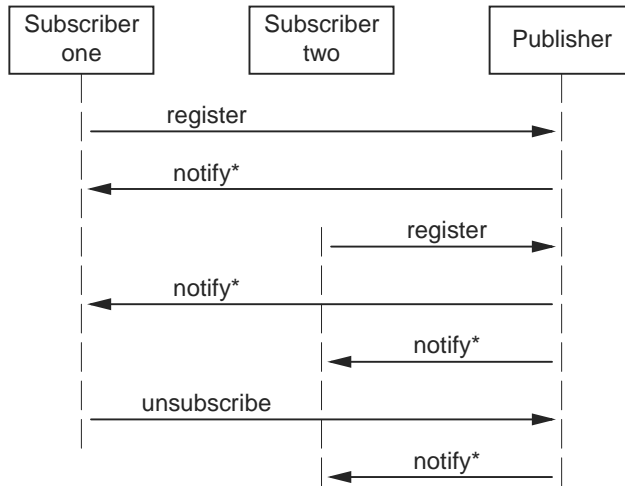 Subscriber
one
Subscriber
two
Publisher
register
notify*
register
notify*
notify*
unsubscribe
notify*